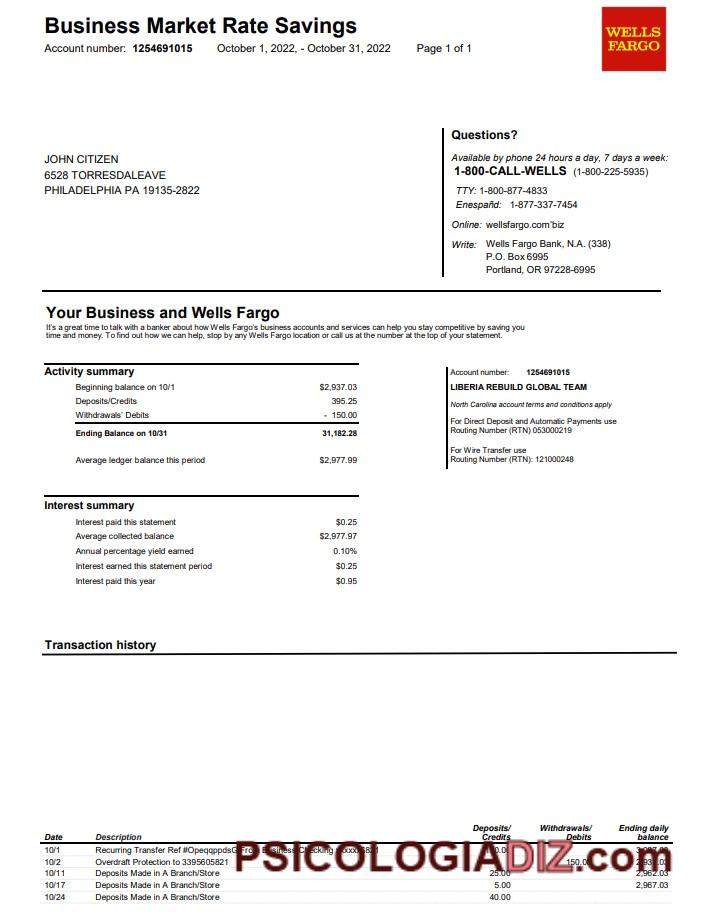 Business Market Rate Savings
Account number: 1254691015 October 1, 2022, - October 31, 2022 Page 1 of 1
WELLS
FARGO
Questions?
Available by phone 24 hours a day, 7 days a week:
1-800-CALL-WELLS (1-800-225-5935)
TTY: 1-800-877-4833
Enespañd: 1-877-337-7454
Online: wellsfargo.com'biz
Write: Wells Fargo Bank, N.A. (338)
P.O. Box 6995
Portland, OR 97228-6995
JOHN CITIZEN
6528 TORRESDALEAVE
PHILADELPHIA PA 19135-2822
Your Business and Wells Fargo
It's a great time to talk with a banker about how Wells Fargo's business accounts and services can help you stay competitive by saving you
time and money. To find out how we can help, stop by any Wells Fargo location or call us at the number at the top of your statement.
Activity summary
Beginning balance on 10/1 $2,937.03
Deposits/Credits 395.25
Withdrawals' Debits - 150.00
Ending Balance on 10/31 31,182.28
Average ledger balance this period $2,977.99
Account number: 1254691015
LIBERIA REBUILD GLOBAL TEAM
North Carolina account terms and conditions apply
For Direct Deposit and Automatic Payments use
Routing Number (RTN) 053000219
For Wire Transfer use
Routing Number (RTN): 121000248
Interest summary
Interest paid this statement $0.25
Average collected balance $2,977.97
Annual percentage yield earned 0.10%
Interest earned this statement period $0.25
Interest paid this year $0.95
Transaction history
Date Description Deposits/ Credits Withdrawals/ Debits Ending daily balance
10/1 Recurring Transfer Ref From Business Checking
10/2 Overdraft Protection to 3395605821 150.00
10/11 Deposits Made in A Branch/Store 25.00 2,962.03
10/17 Deposits Made in A Branch/Store 5.00 2,967.03
10/24 Deposits Made in A Branch/Store 40.00
PSICOLOGIADIZ.com